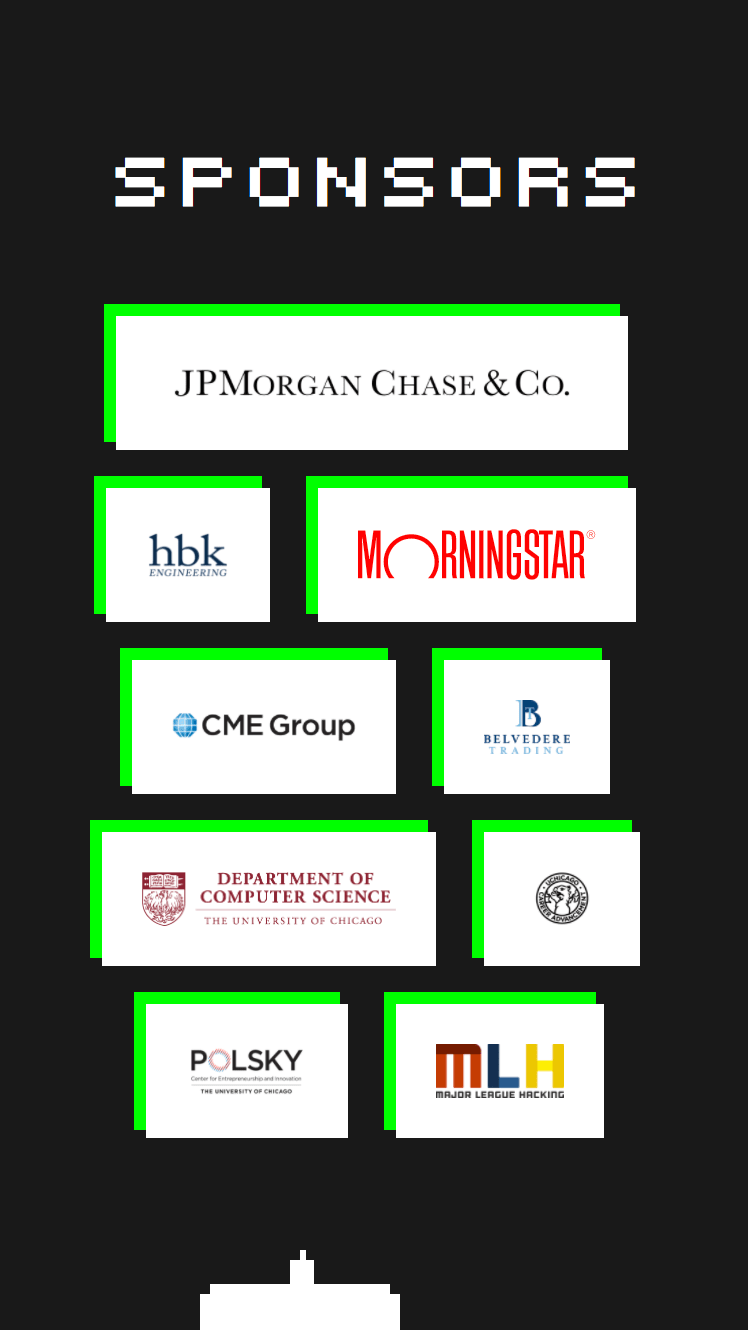 SPONSORS
JPMORGAN CHASE & CO.
hbk
ENGINEERING
MORNINGSTAR®
CME Group
BT
BELVEDERE
TRADING
DEPARTMENT OF
COMPUTER SCIENCE
THE UNIVERSITY OF CHICAGO
UCHICAGO
CAREER ADVANCEMENT
POLSKY
Center for Entrepreneurship and Innovation
THE UNIVERSITY OF CHICAGO
MLH
MAJOR LEAGUE HACKING